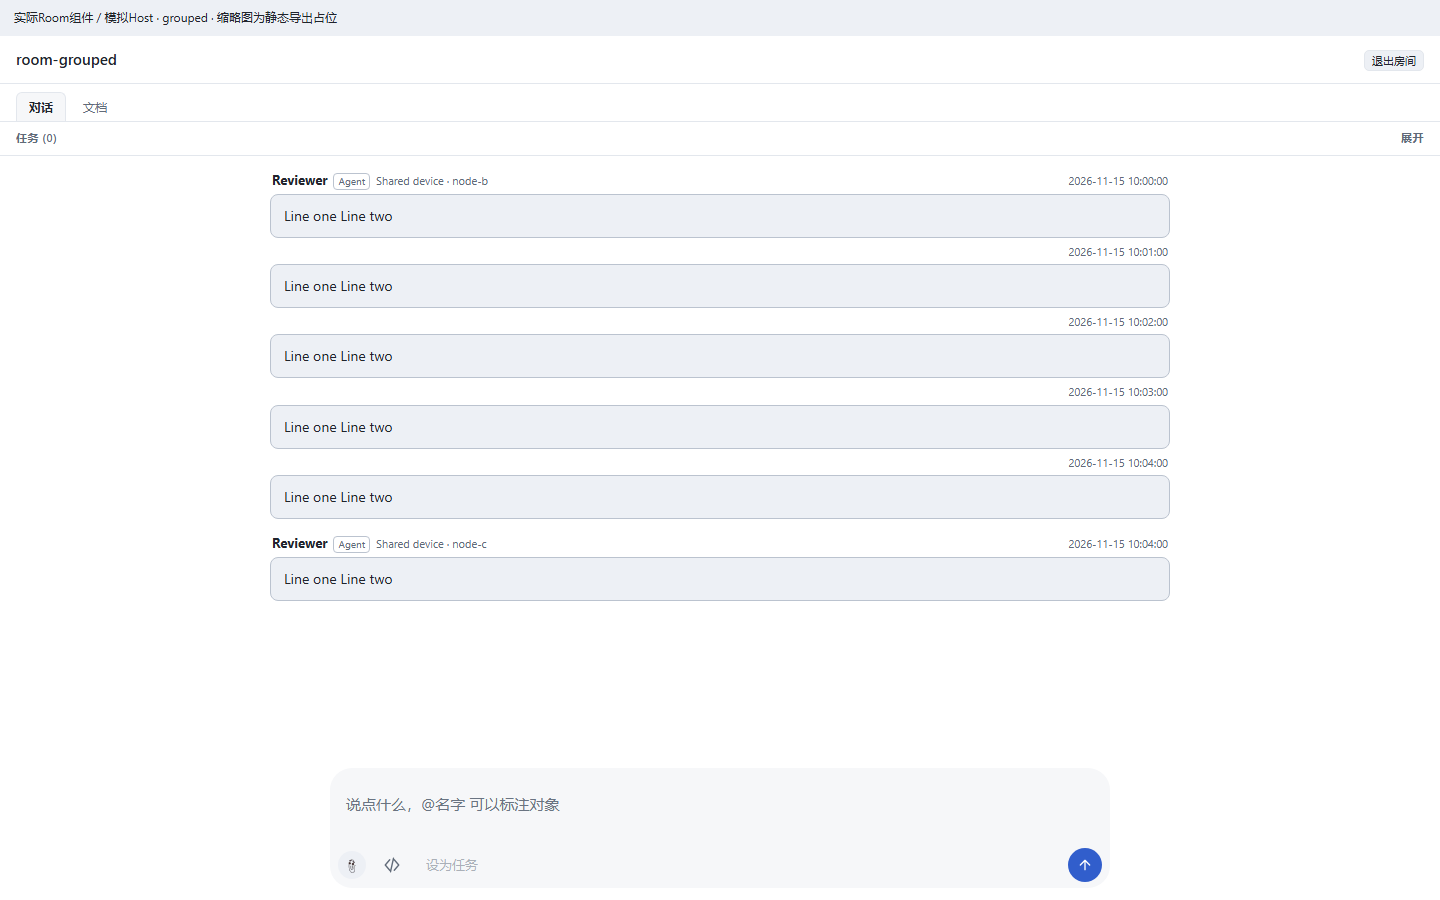 实际Room组件 / 模拟Host · grouped · 缩略图为静态导出占位
room-grouped
退出房间
对话 文档
任务 (0)
展开
Reviewer Agent Shared device · node-b 2026-11-15 10:00:00
Line one Line two
2026-11-15 10:01:00
Line one Line two
2026-11-15 10:02:00
Line one Line two
2026-11-15 10:03:00
Line one Line two
2026-11-15 10:04:00
Line one Line two
Reviewer Agent Shared device · node-c 2026-11-15 10:04:00
Line one Line two
说点什么，@名字 可以标注对象
设为任务